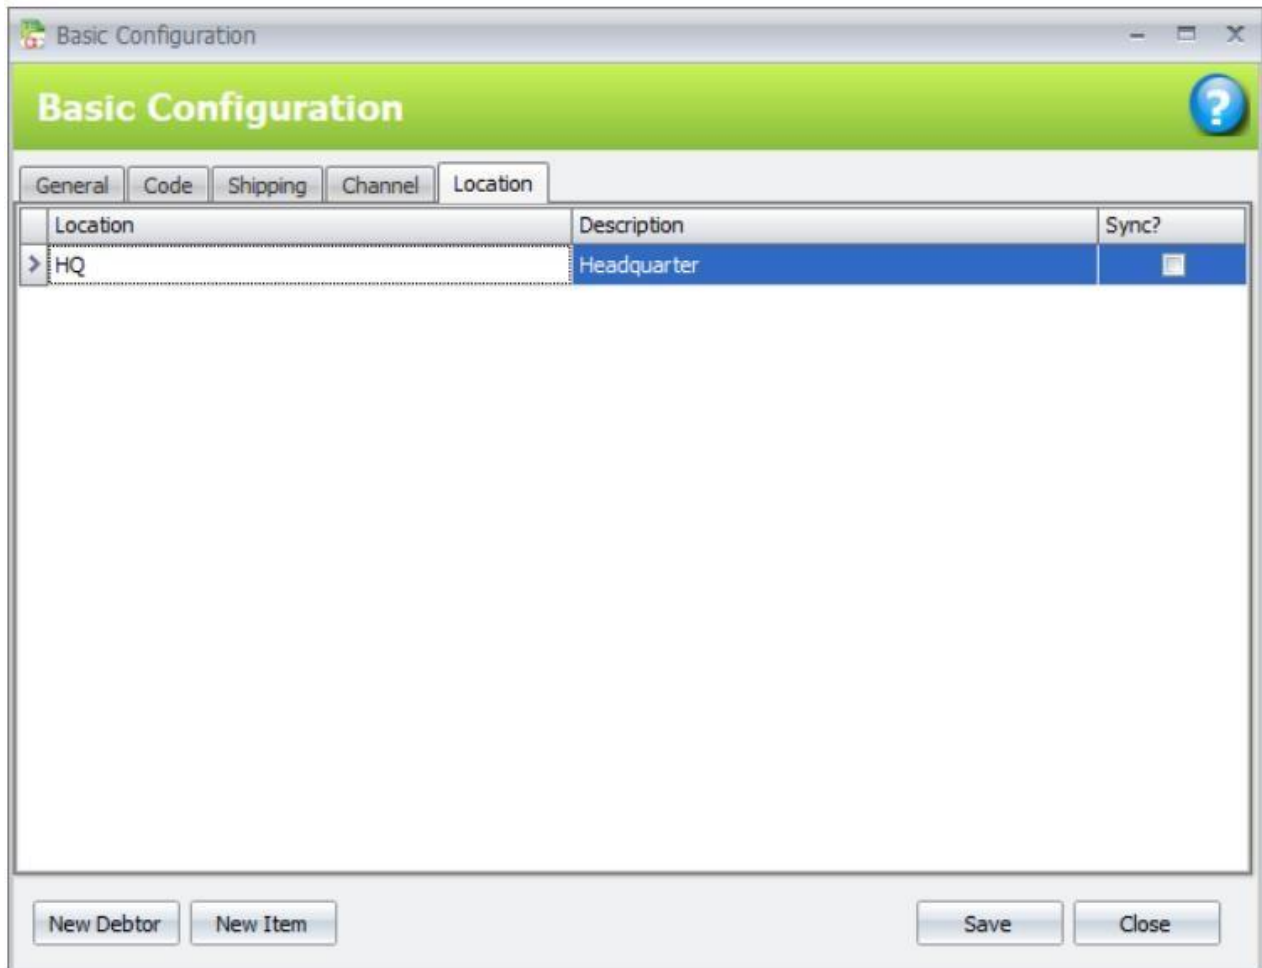 Basic Configuration
Basic Configuration
?
General Code Shipping Channel Location
Location Description Sync?
HQ Headquarter
New Debtor New Item Save Close